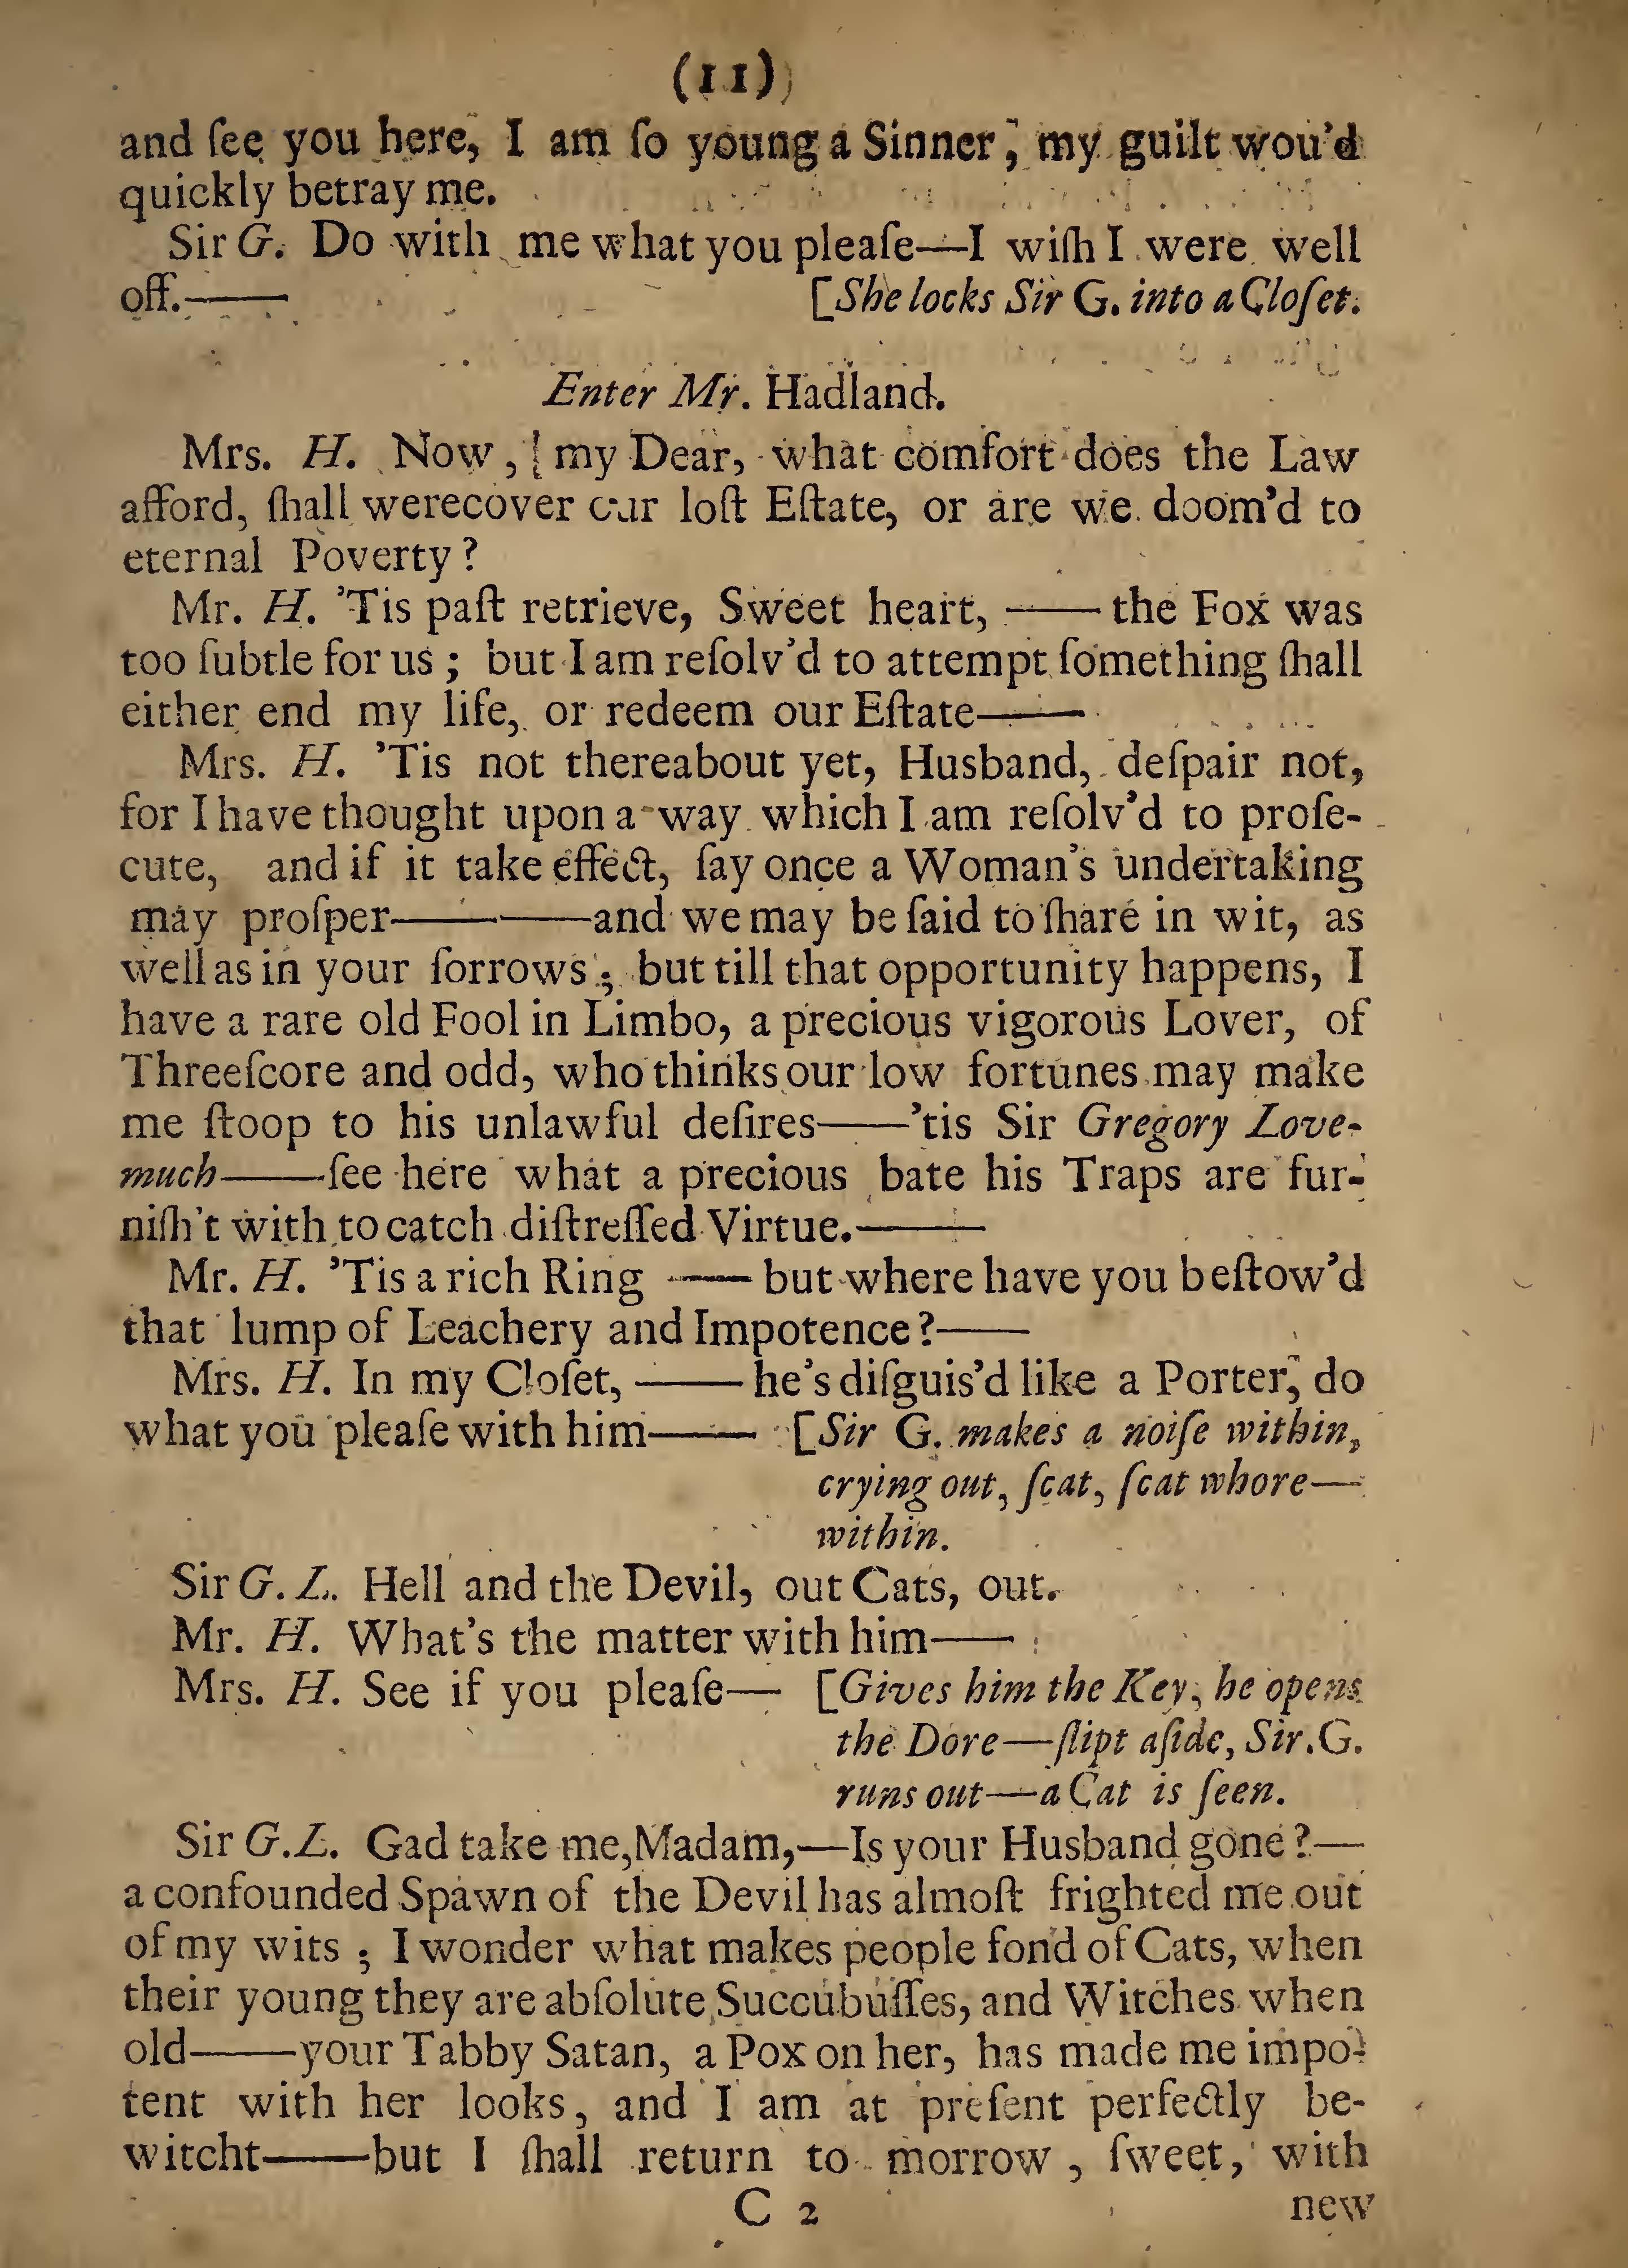 (11)
and ſee you here, I am ſo young a Sinner, my guilt wou'd
quickly betray me.
Sir G. Do with me what you pleaſe—I wiſh I were well
off.—— [She locks Sir G. into a Cloſet.
Enter Mr. Hadland.
Mrs. H. Now, my Dear, what comfort does the Law
afford, ſhall werecover our loſt Eſtate, or are we doom'd to
eternal Poverty?
Mr. H. 'Tis paſt retrieve, Sweet heart, —— the Fox was
too ſubtle for us; but I am reſolv'd to attempt ſomething ſhall
either end my life, or redeem our Eſtate——
Mrs. H. 'Tis not thereabout yet, Husband, deſpair not,
for I have thought upon a way which I am reſolv'd to proſe-
cute, and if it take effect, ſay once a Woman's undertaking
may proſper————and we may be ſaid to ſhare in wit, as
well as in your ſorrows; but till that opportunity happens, I
have a rare old Fool in Limbo, a precious vigorous Lover, of
Threeſcore and odd, who thinks our low fortunes may make
me ſtoop to his unlawful deſires——'tis Sir Gregory Love-
much——ſee here what a precious bate his Traps are fur-
niſh't with to catch diſtreſſed Virtue.——
Mr. H. 'Tis a rich Ring —— but where have you beſtow'd
that lump of Leachery and Impotence?——
Mrs. H. In my Cloſet, —— he's diſguis'd like a Porter, do
what you pleaſe with him—— [Sir G. makes a noiſe within,
crying out, ſcat, ſcat whore—
within.
Sir G. L. Hell and the Devil, out Cats, out.
Mr. H. What's the matter with him——
Mrs. H. See if you pleaſe— [Gives him the Key, he opens
the Dore—ſlipt aſide, Sir.G.
runs out—a Cat is ſeen.
Sir G.L. Gad take me,Madam,—Is your Husband gone?—
a confounded Spawn of the Devil has almoſt frighted me out
of my wits; I wonder what makes people fond of Cats, when
their young they are abſolute Succubuſſes, and Witches when
old——your Tabby Satan, a Pox on her, has made me impo-
tent with her looks, and I am at preſent perfectly be-
witcht——but I ſhall return to morrow, ſweet, with
C 2 new